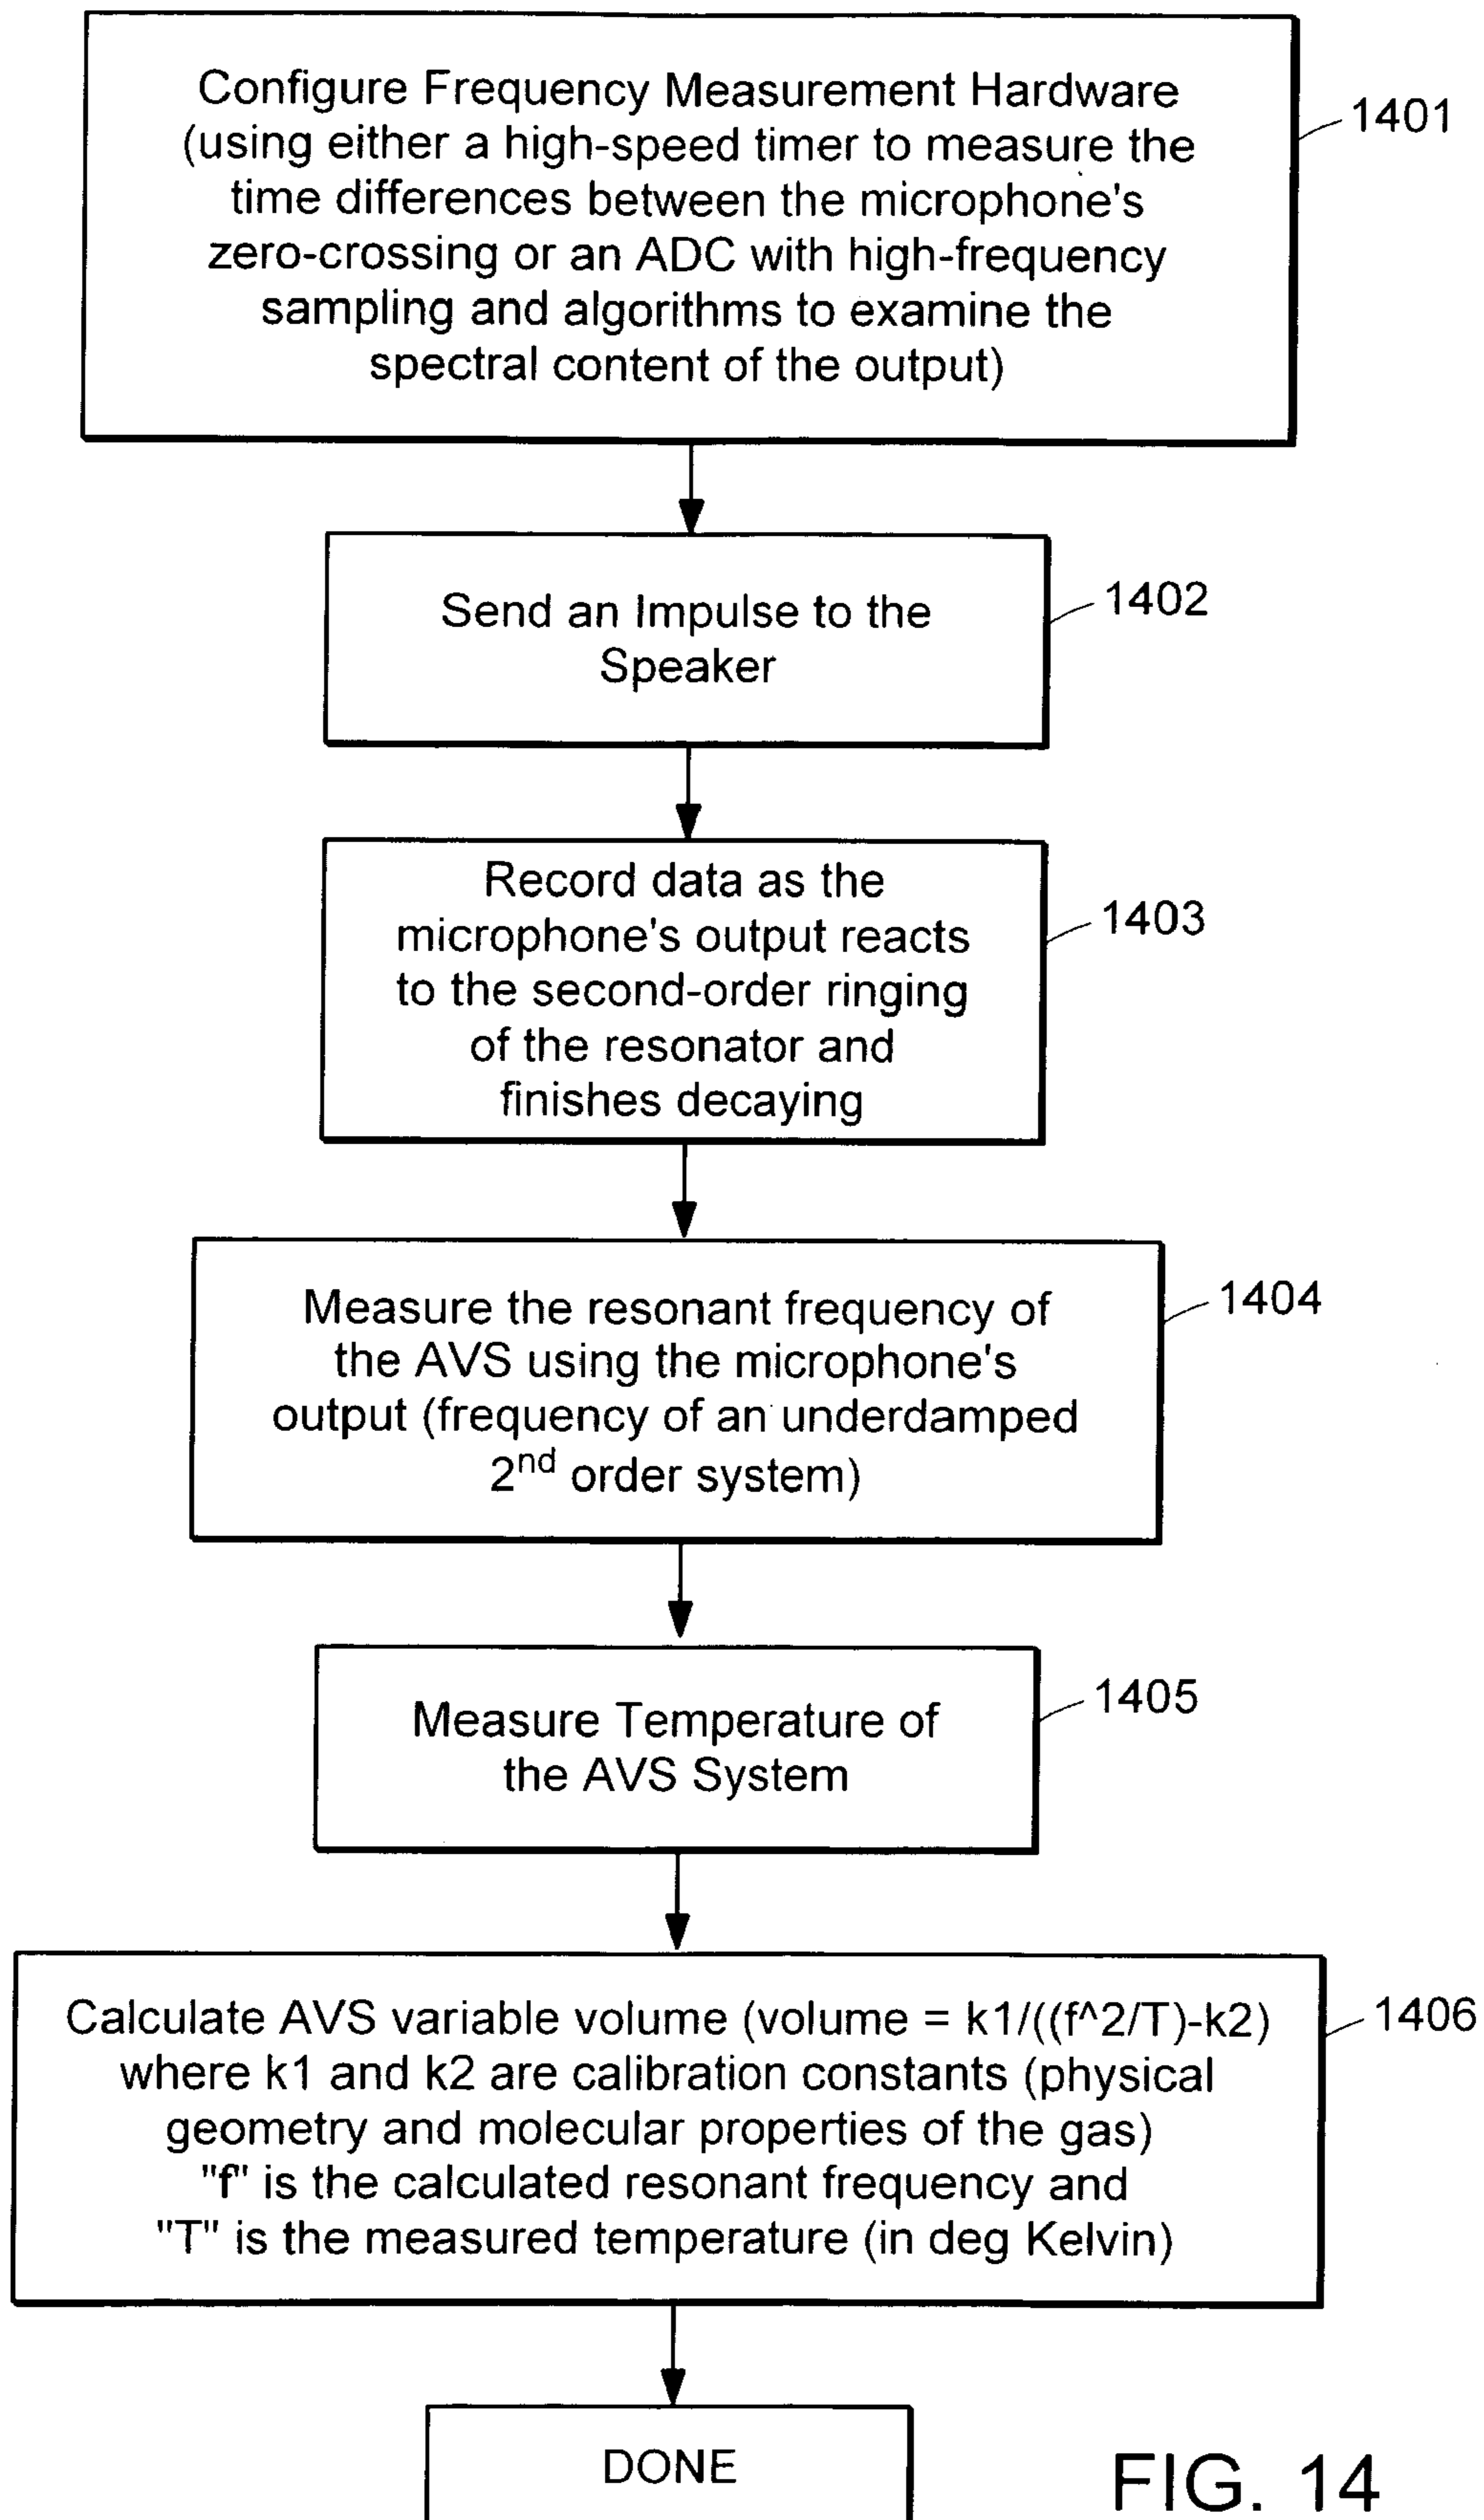 Configure Frequency Measurement Hardware
(using either a high-speed timer to measure the
time differences between the microphone's
zero-crossing or an ADC with high-frequency
sampling and algorithms to examine the
spectral content of the output)
1401
Send an Impulse to the
Speaker
1402
Record data as the
microphone's output reacts
to the second-order ringing
of the resonator and
finishes decaying
1403
Measure the resonant frequency of
the AVS using the microphone's
output (frequency of an underdamped
2nd order system)
1404
Measure Temperature of
the AVS System
1405
Calculate AVS variable volume (volume = k1/((f^2/T)-k2)
where k1 and k2 are calibration constants (physical
geometry and molecular properties of the gas)
"f" is the calculated resonant frequency and
"T" is the measured temperature (in deg Kelvin)
1406
DONE
FIG. 14